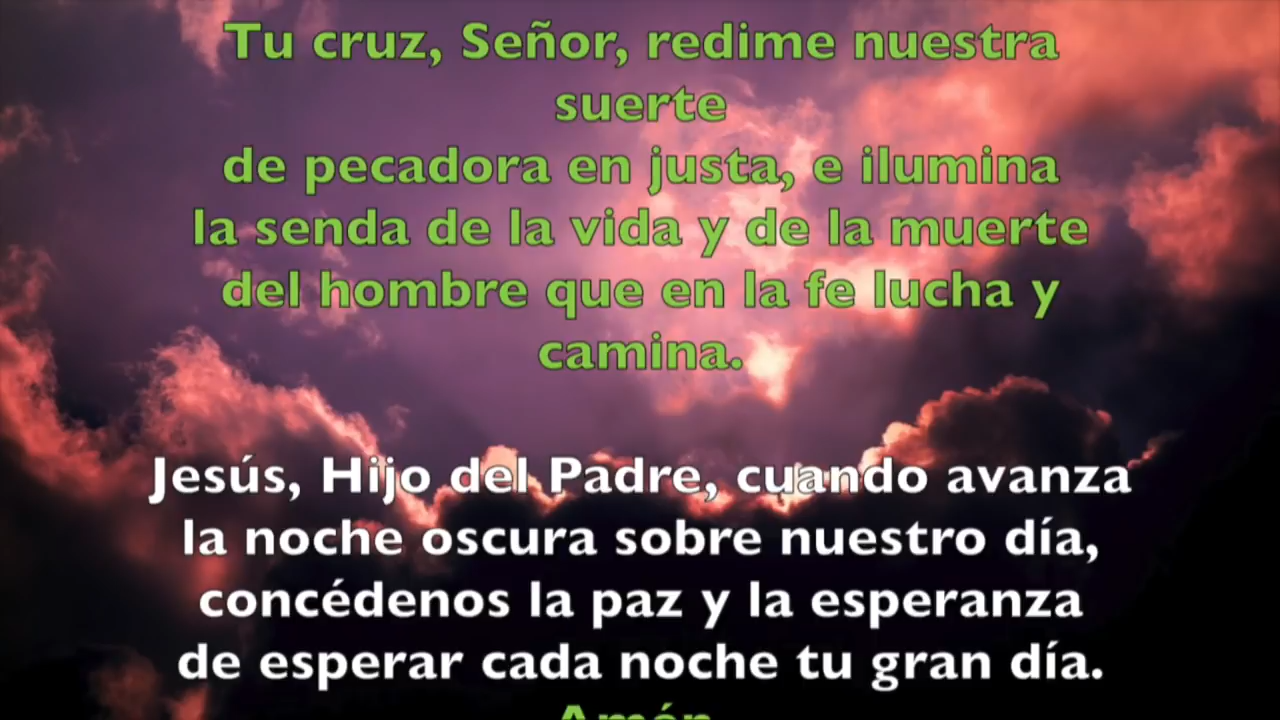 Tu cruz, Señor, redime nuestra
suerte
de pecadora en justa, e ilumina
la senda de la vida y de la muerte
del hombre que en la fe lucha y
camina.
Jesús, Hijo del Padre, cuando avanza
la noche oscura sobre nuestro día,
concédenos la paz y la esperanza
de esperar cada noche tu gran día.
Amén